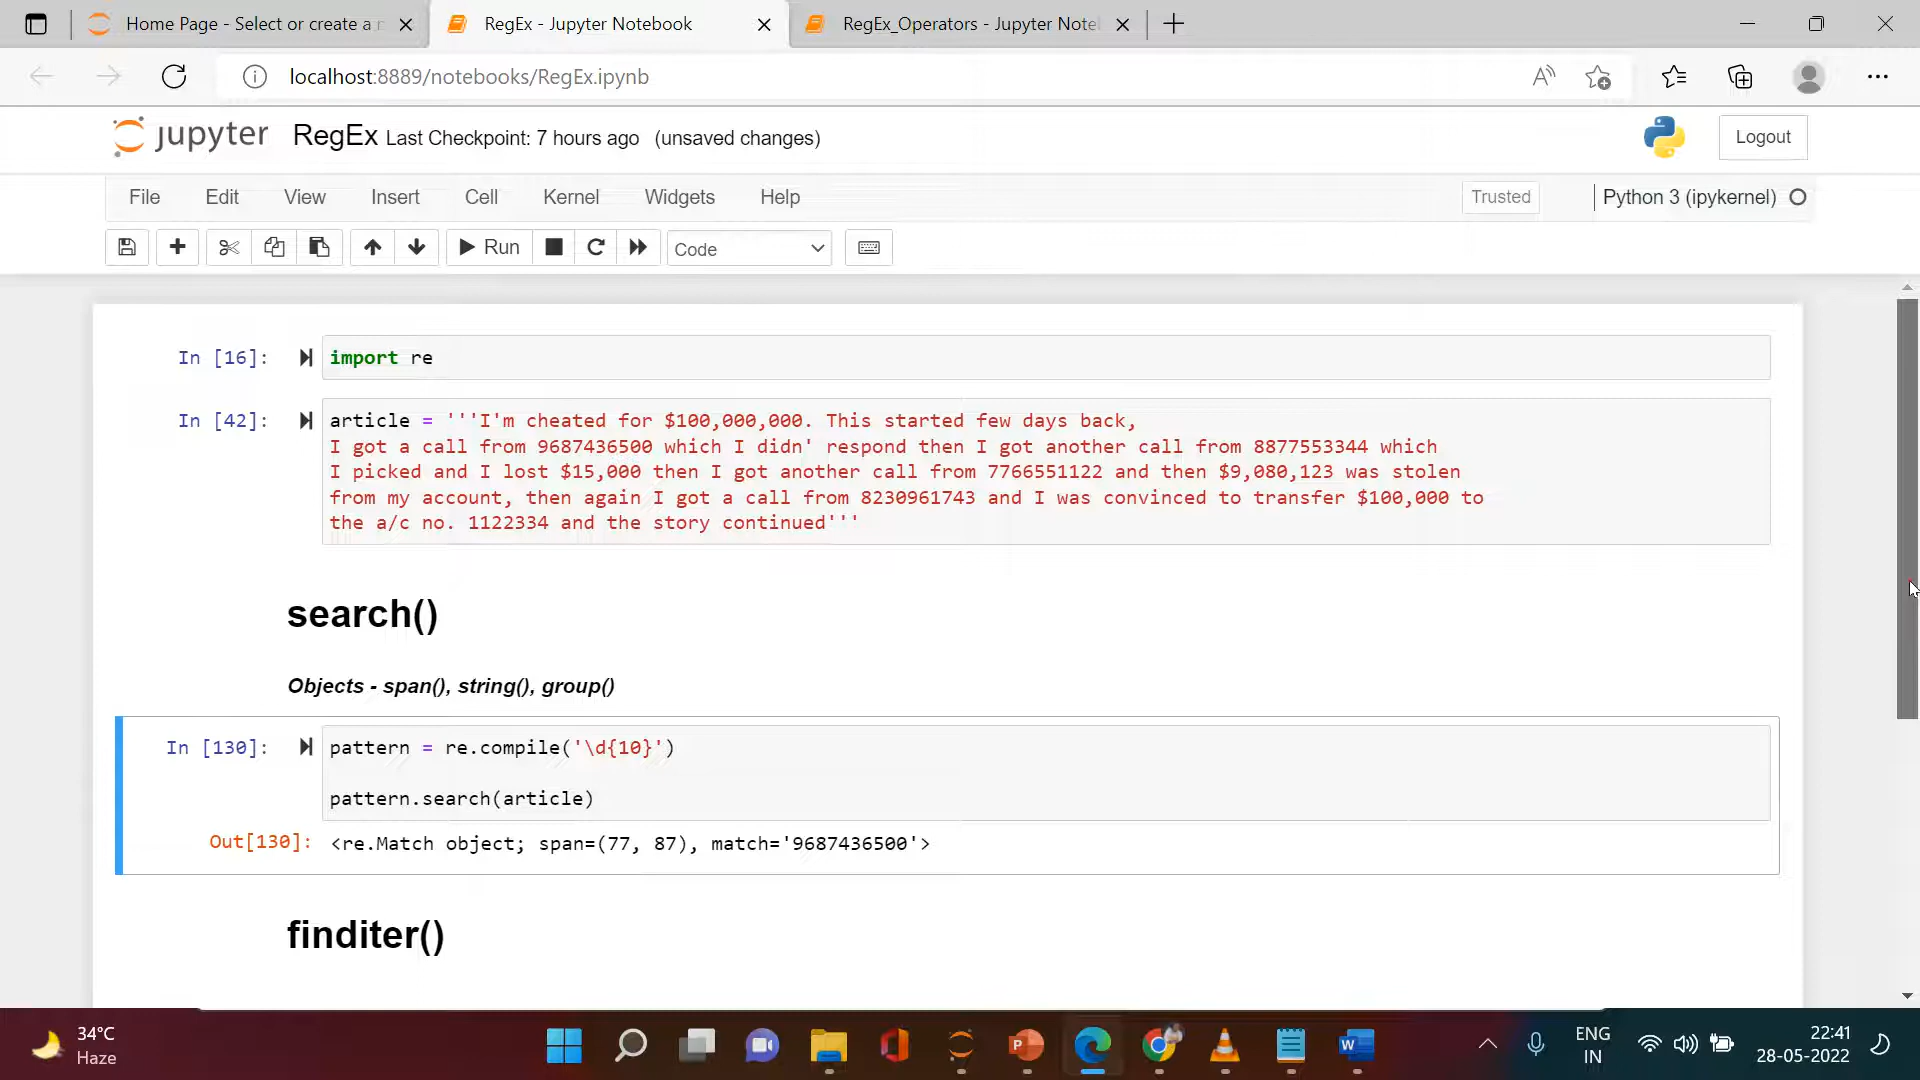 Home Page - Select or create a n
RegEx - Jupyter Notebook
RegEx_Operators - Jupyter Note
localhost:8889/notebooks/RegEx.ipynb
jupyter RegEx Last Checkpoint: 7 hours ago (unsaved changes)
Logout
File Edit View Insert Cell Kernel Widgets Help
Trusted
Python 3 (ipykernel)
Run
Code
In [16]: import re
In [42]: article = '''I'm cheated for $100,000,000. This started few days back,
I got a call from 9687436500 which I didn' respond then I got another call from 8877553344 which
I picked and I lost $15,000 then I got another call from 7766551122 and then $9,080,123 was stolen
from my account, then again I got a call from 8230961743 and I was convinced to transfer $100,000 to
the a/c no. 1122334 and the story continued'''
search()
Objects - span(), string(), group()
In [130]: pattern = re.compile('\d{10}')
pattern.search(article)
Out[130]: <re.Match object; span=(77, 87), match='9687436500'>
finditer()
34°C
Haze
ENG
IN
22:41
28-05-2022